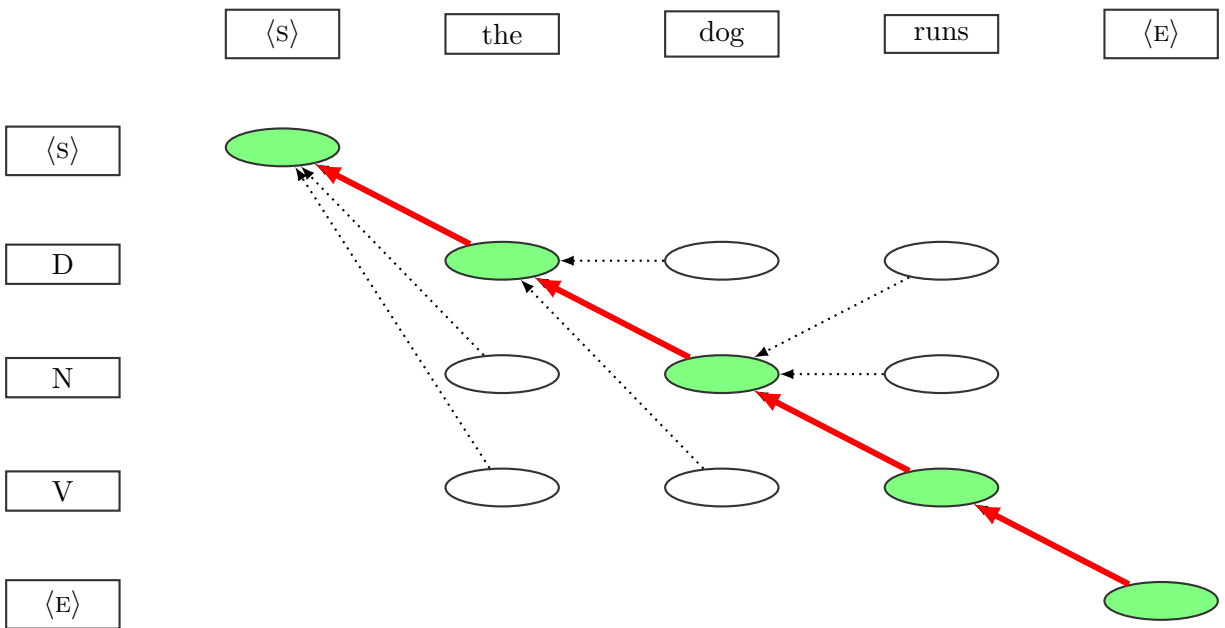 ⟨S⟩ the dog runs ⟨E⟩
⟨S⟩
D
N
V
⟨E⟩